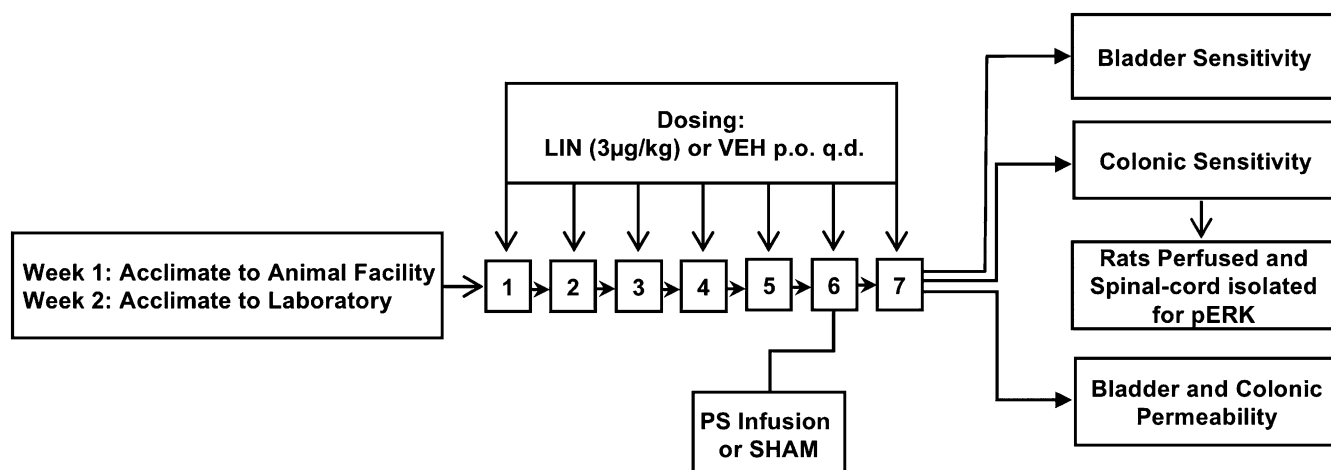 Bladder Sensitivity
Dosing:
LIN (3µg/kg) or VEH p.o. q.d.
Colonic Sensitivity
Week 1: Acclimate to Animal Facility
Week 2: Acclimate to Laboratory
1
2
3
4
5
6
7
Rats Perfused and
Spinal-cord isolated
for pERK
PS Infusion
or SHAM
Bladder and Colonic
Permeability